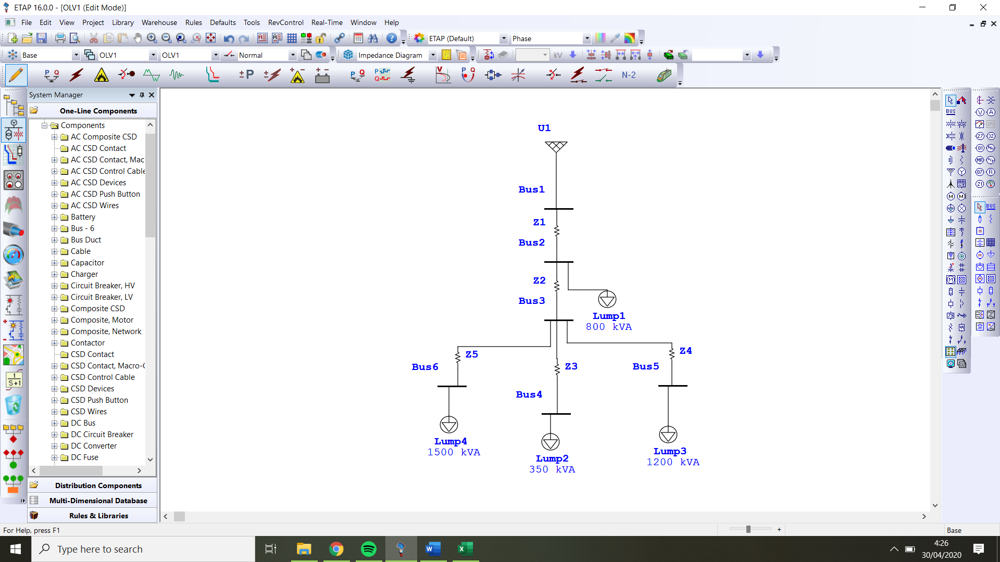 ETAP 16.0.0 - [OLV1 (Edit Mode)]
File Edit View Project Library Warehouse Rules Defaults Tools RevControl Real-Time Window Help
ETAP (Default) Phase
Base OLV1 OLV1 Normal Impedance Diagram kV
P Q ±P P Q P Q V P Q N-2
System Manager
One-Line Components
Components
AC Composite CSD
AC CSD Contact
AC CSD Contact, Mac
AC CSD Control Cable
AC CSD Devices
AC CSD Push Button
AC CSD Wires
Battery
Bus - 6
Bus Duct
Cable
Capacitor
Charger
Circuit Breaker, HV
Circuit Breaker, LV
Composite CSD
Composite, Motor
Composite, Network
Contactor
CSD Contact
CSD Contact, Macro-C
CSD Control Cable
CSD Devices
CSD Push Button
CSD Wires
DC Bus
DC Circuit Breaker
DC Converter
DC Fuse
Distribution Components
Multi-Dimensional Database
Rules & Libraries
1
S+1
U1
Bus1
Z1
Bus2
Z2
Bus3
Lump1
800 kVA
Z5
Z4
Bus6
Z3
Bus5
Bus4
Lump4
1500 kVA
Lump2
350 kVA
Lump3
1200 kVA
BUS
BUS
For Help, press F1
Base
Type here to search
4:26
30/04/2020